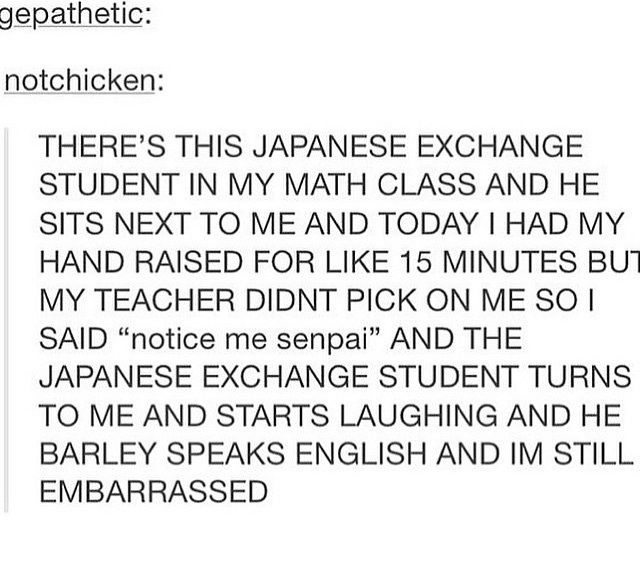 gepathetic:
notchicken:
THERE’S THIS JAPANESE EXCHANGE
STUDENT IN MY MATH CLASS AND HE
SITS NEXT TO ME AND TODAY I HAD MY
HAND RAISED FOR LIKE 15 MINUTES BUT
MY TEACHER DIDNT PICK ON ME SO I
SAID “notice me senpai” AND THE
JAPANESE EXCHANGE STUDENT TURNS
TO ME AND STARTS LAUGHING AND HE
BARLEY SPEAKS ENGLISH AND IM STILL
EMBARRASSED